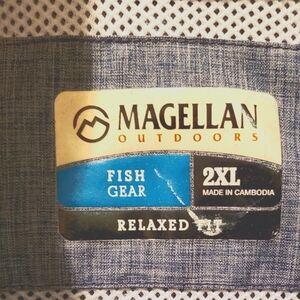 MAGELLAN
OUTDOORS
FISH
GEAR
2XL
MADE IN CAMBODIA
RELAXED FIT